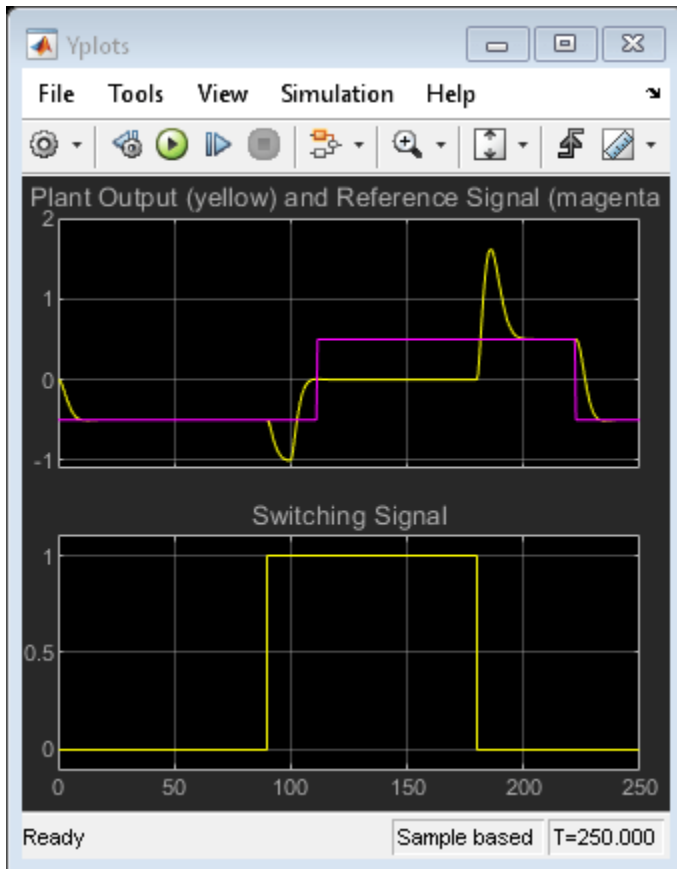 Yplots
File Tools View Simulation Help
Plant Output (yellow) and Reference Signal (magenta
2
1
0
-1
Switching Signal
1
0.5
0
0 50 100 150 200 250
Ready Sample based T=250.000